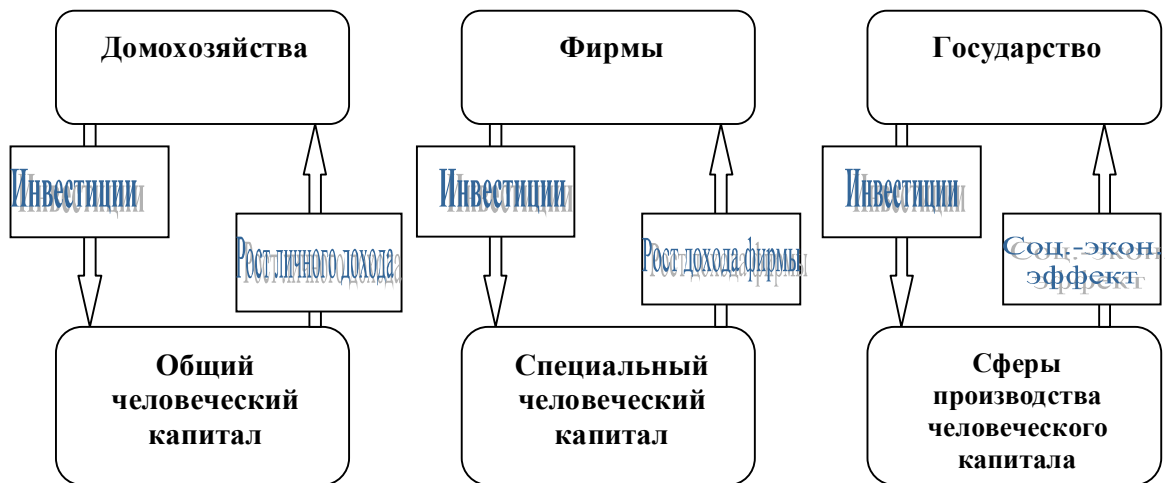 Домохозяйства
Фирмы
Государство
Инвестиции
Инвестиции
Инвестиции
Рост личного дохода
Рост дохода фирмы
Соц.-экон.
эффект
Общий
человеческий
капитал
Специальный
человеческий
капитал
Сферы
производства
человеческого
капитала